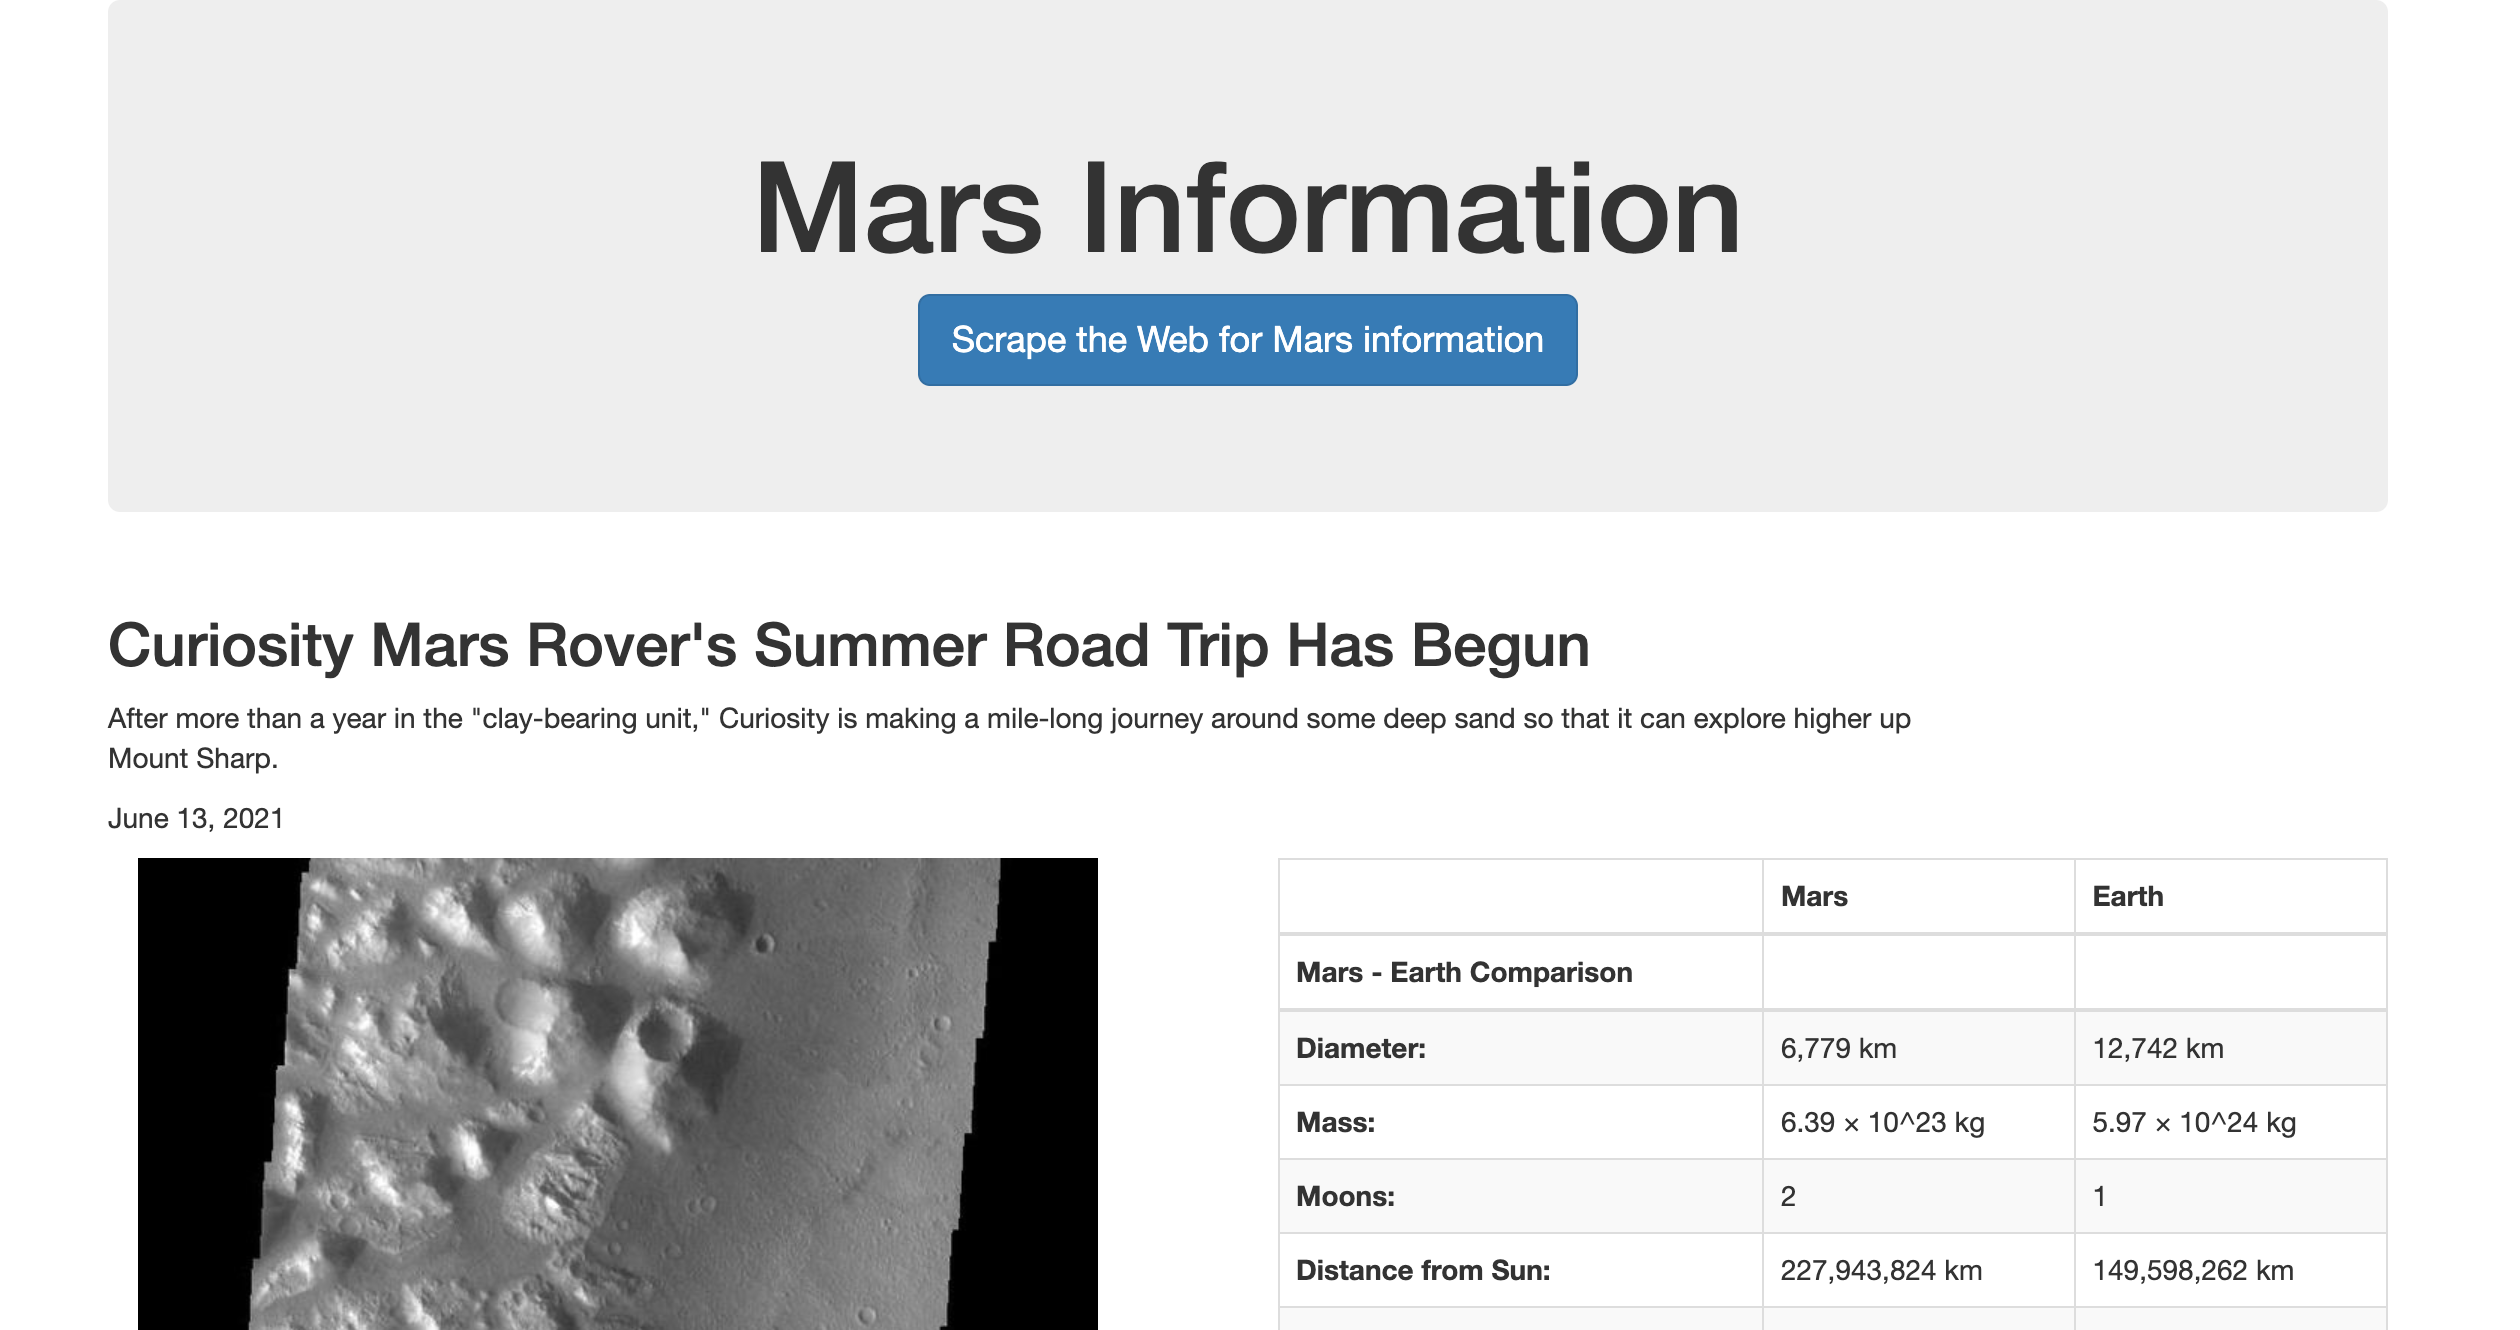 Mars Information
Scrape the Web for Mars information
Curiosity Mars Rover's Summer Road Trip Has Begun
After more than a year in the "clay-bearing unit," Curiosity is making a mile-long journey around some deep sand so that it can explore higher up
Mount Sharp.
June 13, 2021
Mars Earth
Mars - Earth Comparison
Diameter: 6,779 km 12,742 km
Mass: 6.39 × 10^23 kg 5.97 × 10^24 kg
Moons: 2 1
Distance from Sun: 227,943,824 km 149,598,262 km